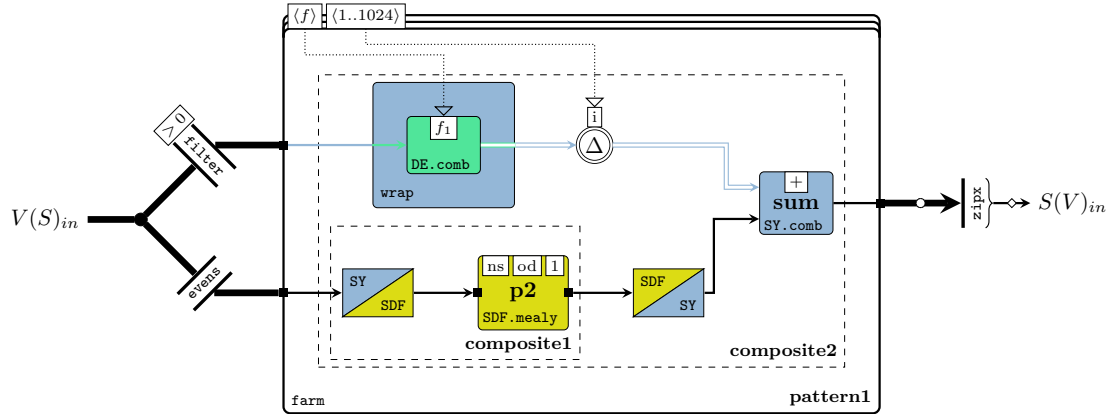 ⟨f⟩ ⟨1..1024⟩
< 0
filter
f₁
DE.comb
wrap
i
Δ
+
sum
SY.comb
V(S)in
zipx
S(V)in
evens
SY
SDF
ns od 1
p2
SDF.mealy
SDF
SY
composite1
composite2
farm
pattern1